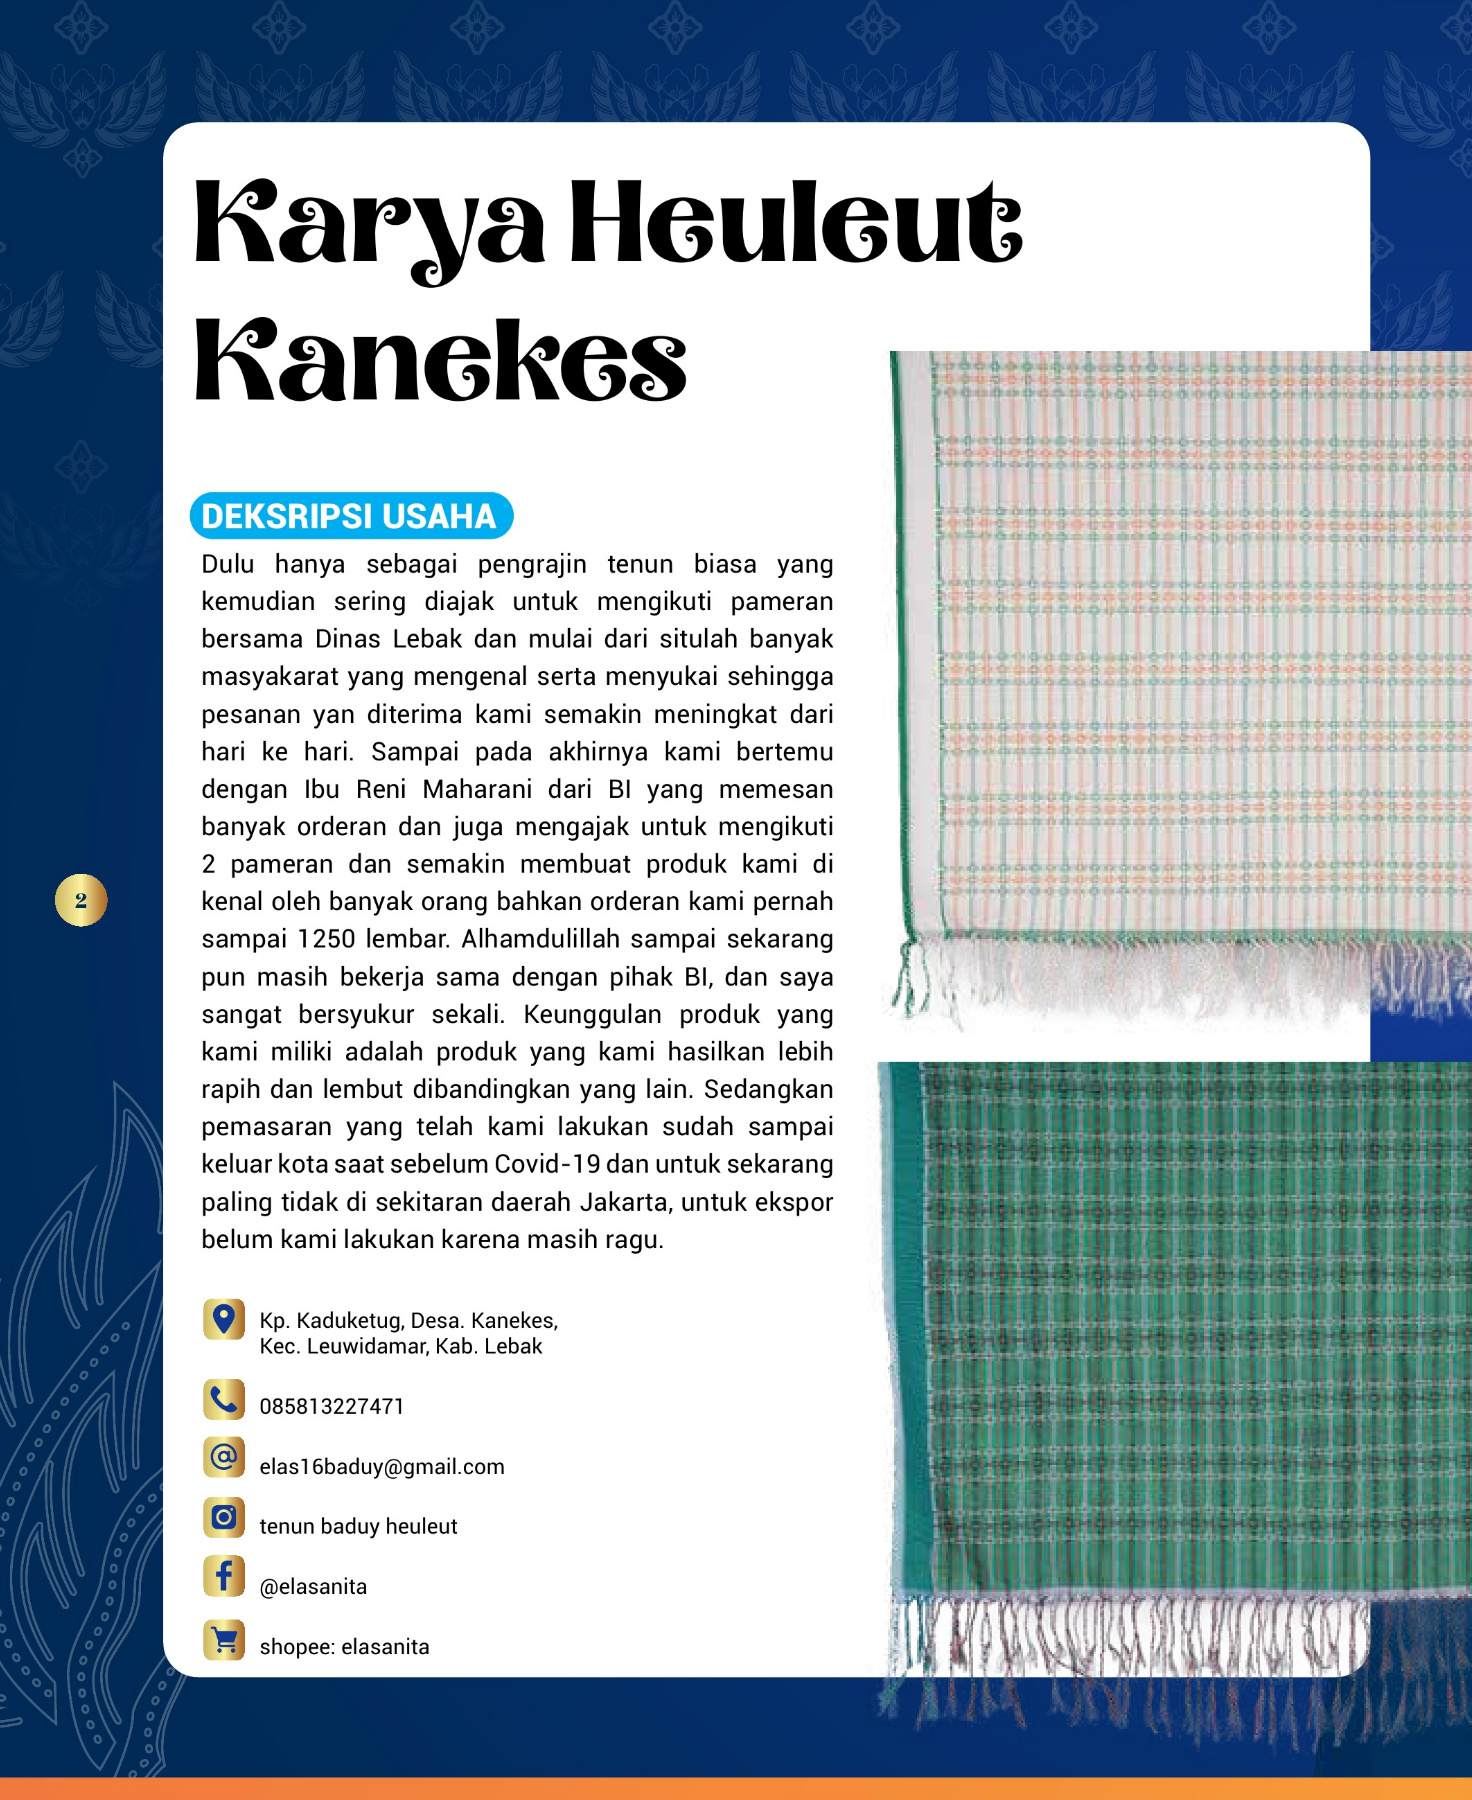 Karya Heuleut
Kanekes
DEKSRIPSI USAHA
Dulu hanya sebagai pengrajin tenun biasa yang
kemudian sering diajak untuk mengikuti pameran
bersama Dinas Lebak dan mulai dari situlah banyak
masyakarat yang mengenal serta menyukai sehingga
pesanan yan diterima kami semakin meningkat dari
hari ke hari. Sampai pada akhirnya kami bertemu
dengan Ibu Reni Maharani dari BI yang memesan
banyak orderan dan juga mengajak untuk mengikuti
2 pameran dan semakin membuat produk kami di
kenal oleh banyak orang bahkan orderan kami pernah
sampai 1250 lembar. Alhamdulillah sampai sekarang
pun masih bekerja sama dengan pihak BI, dan saya
sangat bersyukur sekali. Keunggulan produk yang
kami miliki adalah produk yang kami hasilkan lebih
rapih dan lembut dibandingkan yang lain. Sedangkan
pemasaran yang telah kami lakukan sudah sampai
keluar kota saat sebelum Covid-19 dan untuk sekarang
paling tidak di sekitaran daerah Jakarta, untuk ekspor
belum kami lakukan karena masih ragu.
2
Kp. Kaduketug, Desa. Kanekes,
Kec. Leuwidamar, Kab. Lebak
085813227471
elas16baduy@gmail.com
tenun baduy heuleut
@elasanita
shopee: elasanita